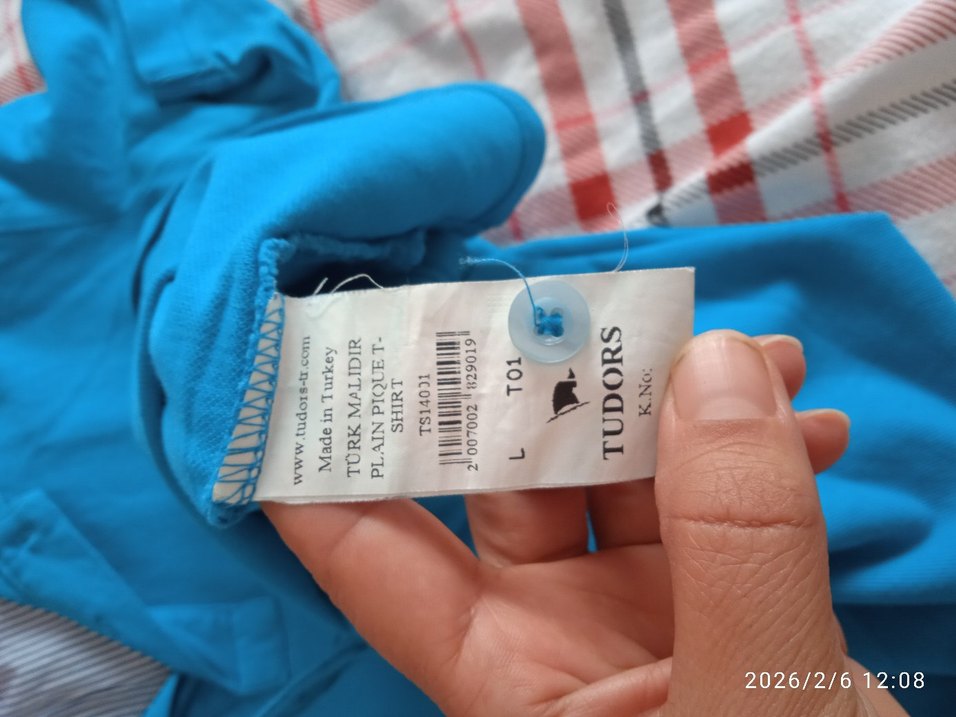 www.tudors-tr.com
Made in Turkey
TÜRK MALIDIR
PLAIN PIQUE T-
SHIRT
TS14001
2 007002 829019
L T01
TUDORS
K.No:
2026/2/6 12:08